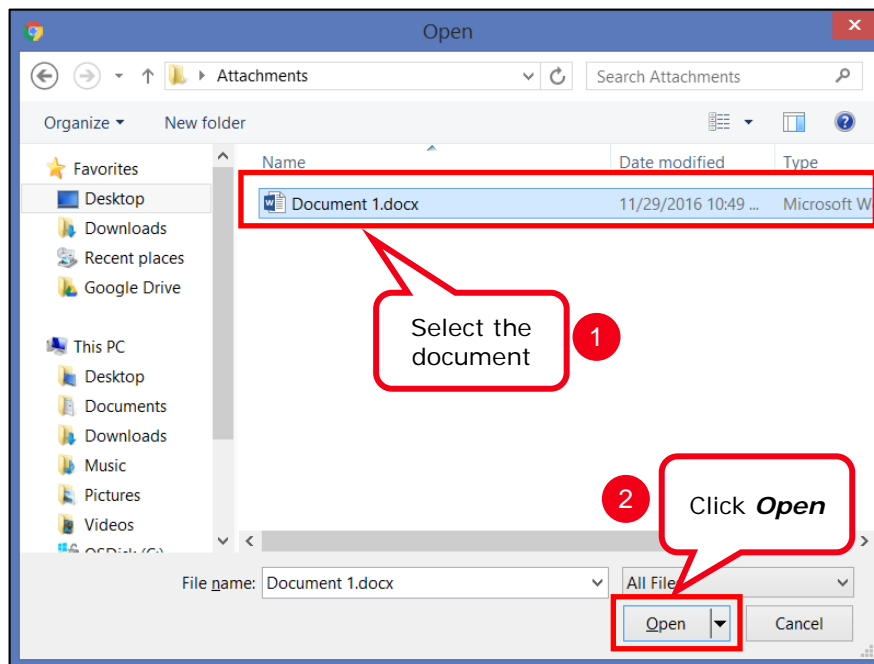 Open
Attachments
Search Attachments
Organize
New folder
Name
Date modified
Type
Favorites
Desktop
Downloads
Recent places
Google Drive
This PC
Desktop
Documents
Downloads
Music
Pictures
Videos
Document 1.docx
11/29/2016 10:49 ...
Microsoft W
Select the
document
1
2
Click Open
File name:
Document 1.docx
All File
Open
Cancel